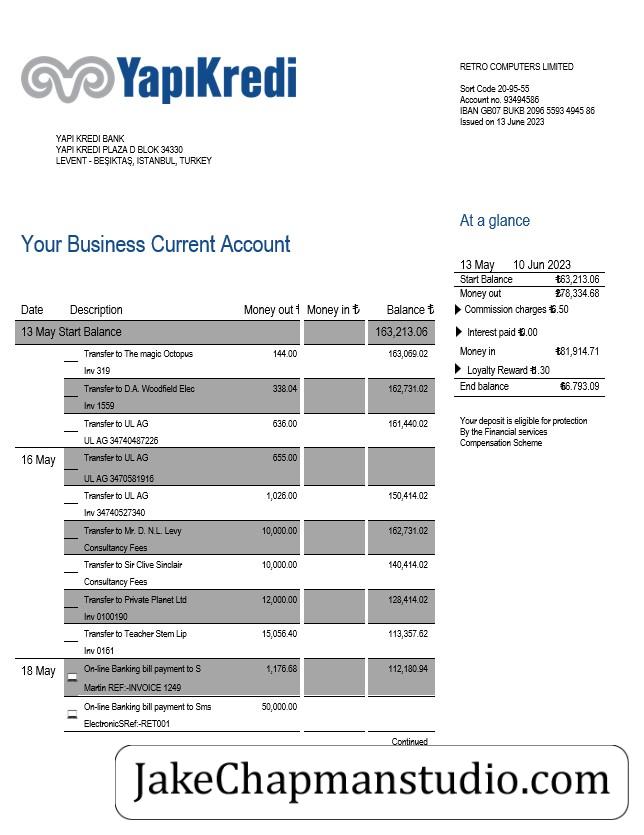 YapıKredi
RETRO COMPUTERS LIMITED
Sort Code 20-95-55
Account no. 93494586
IBAN GB07 BUKB 2096 5593 4945 86
Issued on 13 June 2023
YAPI KREDI BANK
YAPI KREDI PLAZA D BLOK 34330
LEVENT - BEŞIKTAŞ, ISTANBUL, TURKEY
At a glance
Your Business Current Account
13 May 10 Jun 2023
Start Balance ₺63,213.06
Money out ₺78,334.68
Commission charges ₺6.50
Interest paid ₺0.00
Money in ₺81,914.71
Loyalty Reward ₺1.30
End balance ₺6.793.09
Your deposit is eligible for protection
By the Financial services
Compensation Scheme
Date Description Money out ₺ Money in ₺ Balance ₺
13 May Start Balance 163,213.06
Transfer to The magic Octopus 144.00 163,069.02
Inv 319
Transfer to D.A. Woodfield Elec 338.04 162,731.02
Inv 1559
Transfer to UL AG 636.00 161,440.02
UL AG 34740487226
16 May Transfer to UL AG 655.00
UL AG 3470581916
Transfer to UL AG 1,026.00 150,414.02
Inv 34740527340
Transfer to Mr. D. N.L. Levy 10,000.00 162,731.02
Consultancy Fees
Transfer to Sir Clive Sinclair 10,000.00 140,414.02
Consultancy Fees
Transfer to Private Planet Ltd 12,000.00 128,414.02
Inv 0100190
Transfer to Teacher Stem Lip 15,056.40 113,357.62
Inv 0161
18 May On-line Banking bill payment to S 1,176.68 112,180.94
Martin REF:-INVOICE 1249
On-line Banking bill payment to Sms 50,000.00
ElectronicSRef:-RET001
Continued
JakeChapmanstudio.com